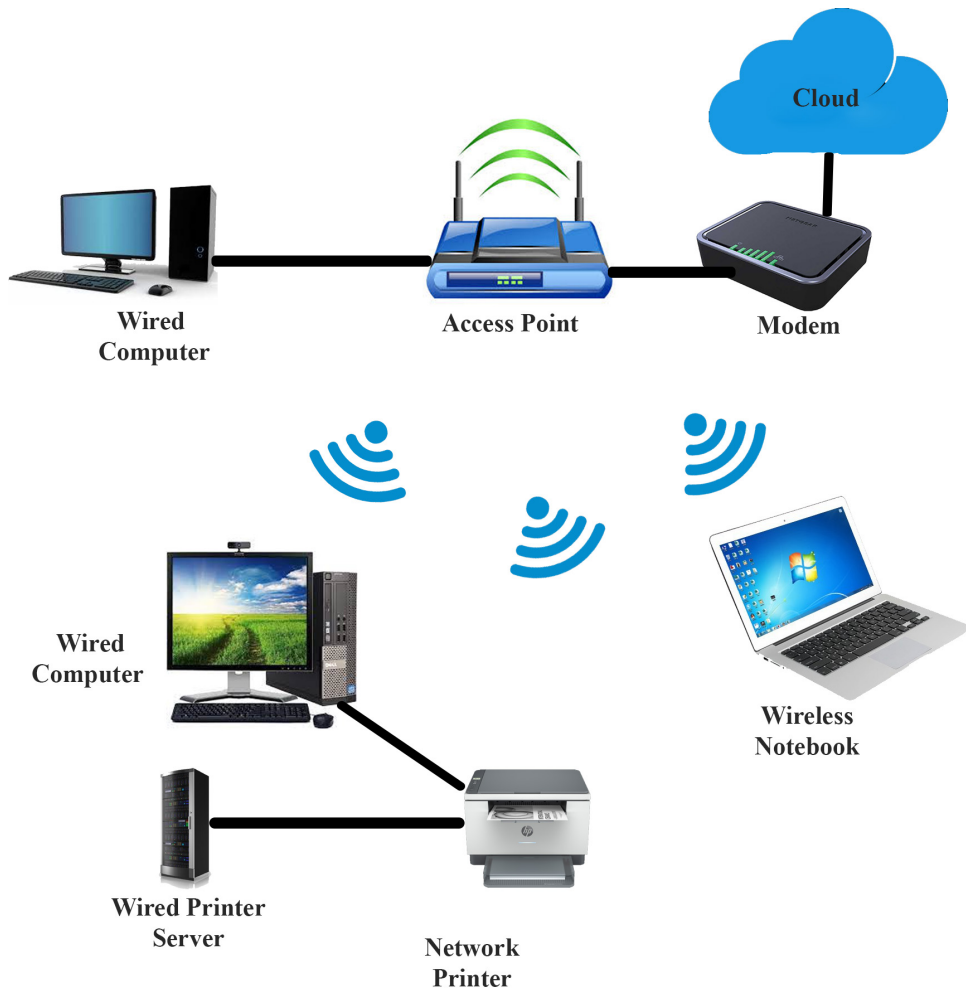 Cloud
Wired
Computer
Access Point
Modem
Wired
Computer
Wireless
Notebook
Wired Printer
Server
Network
Printer